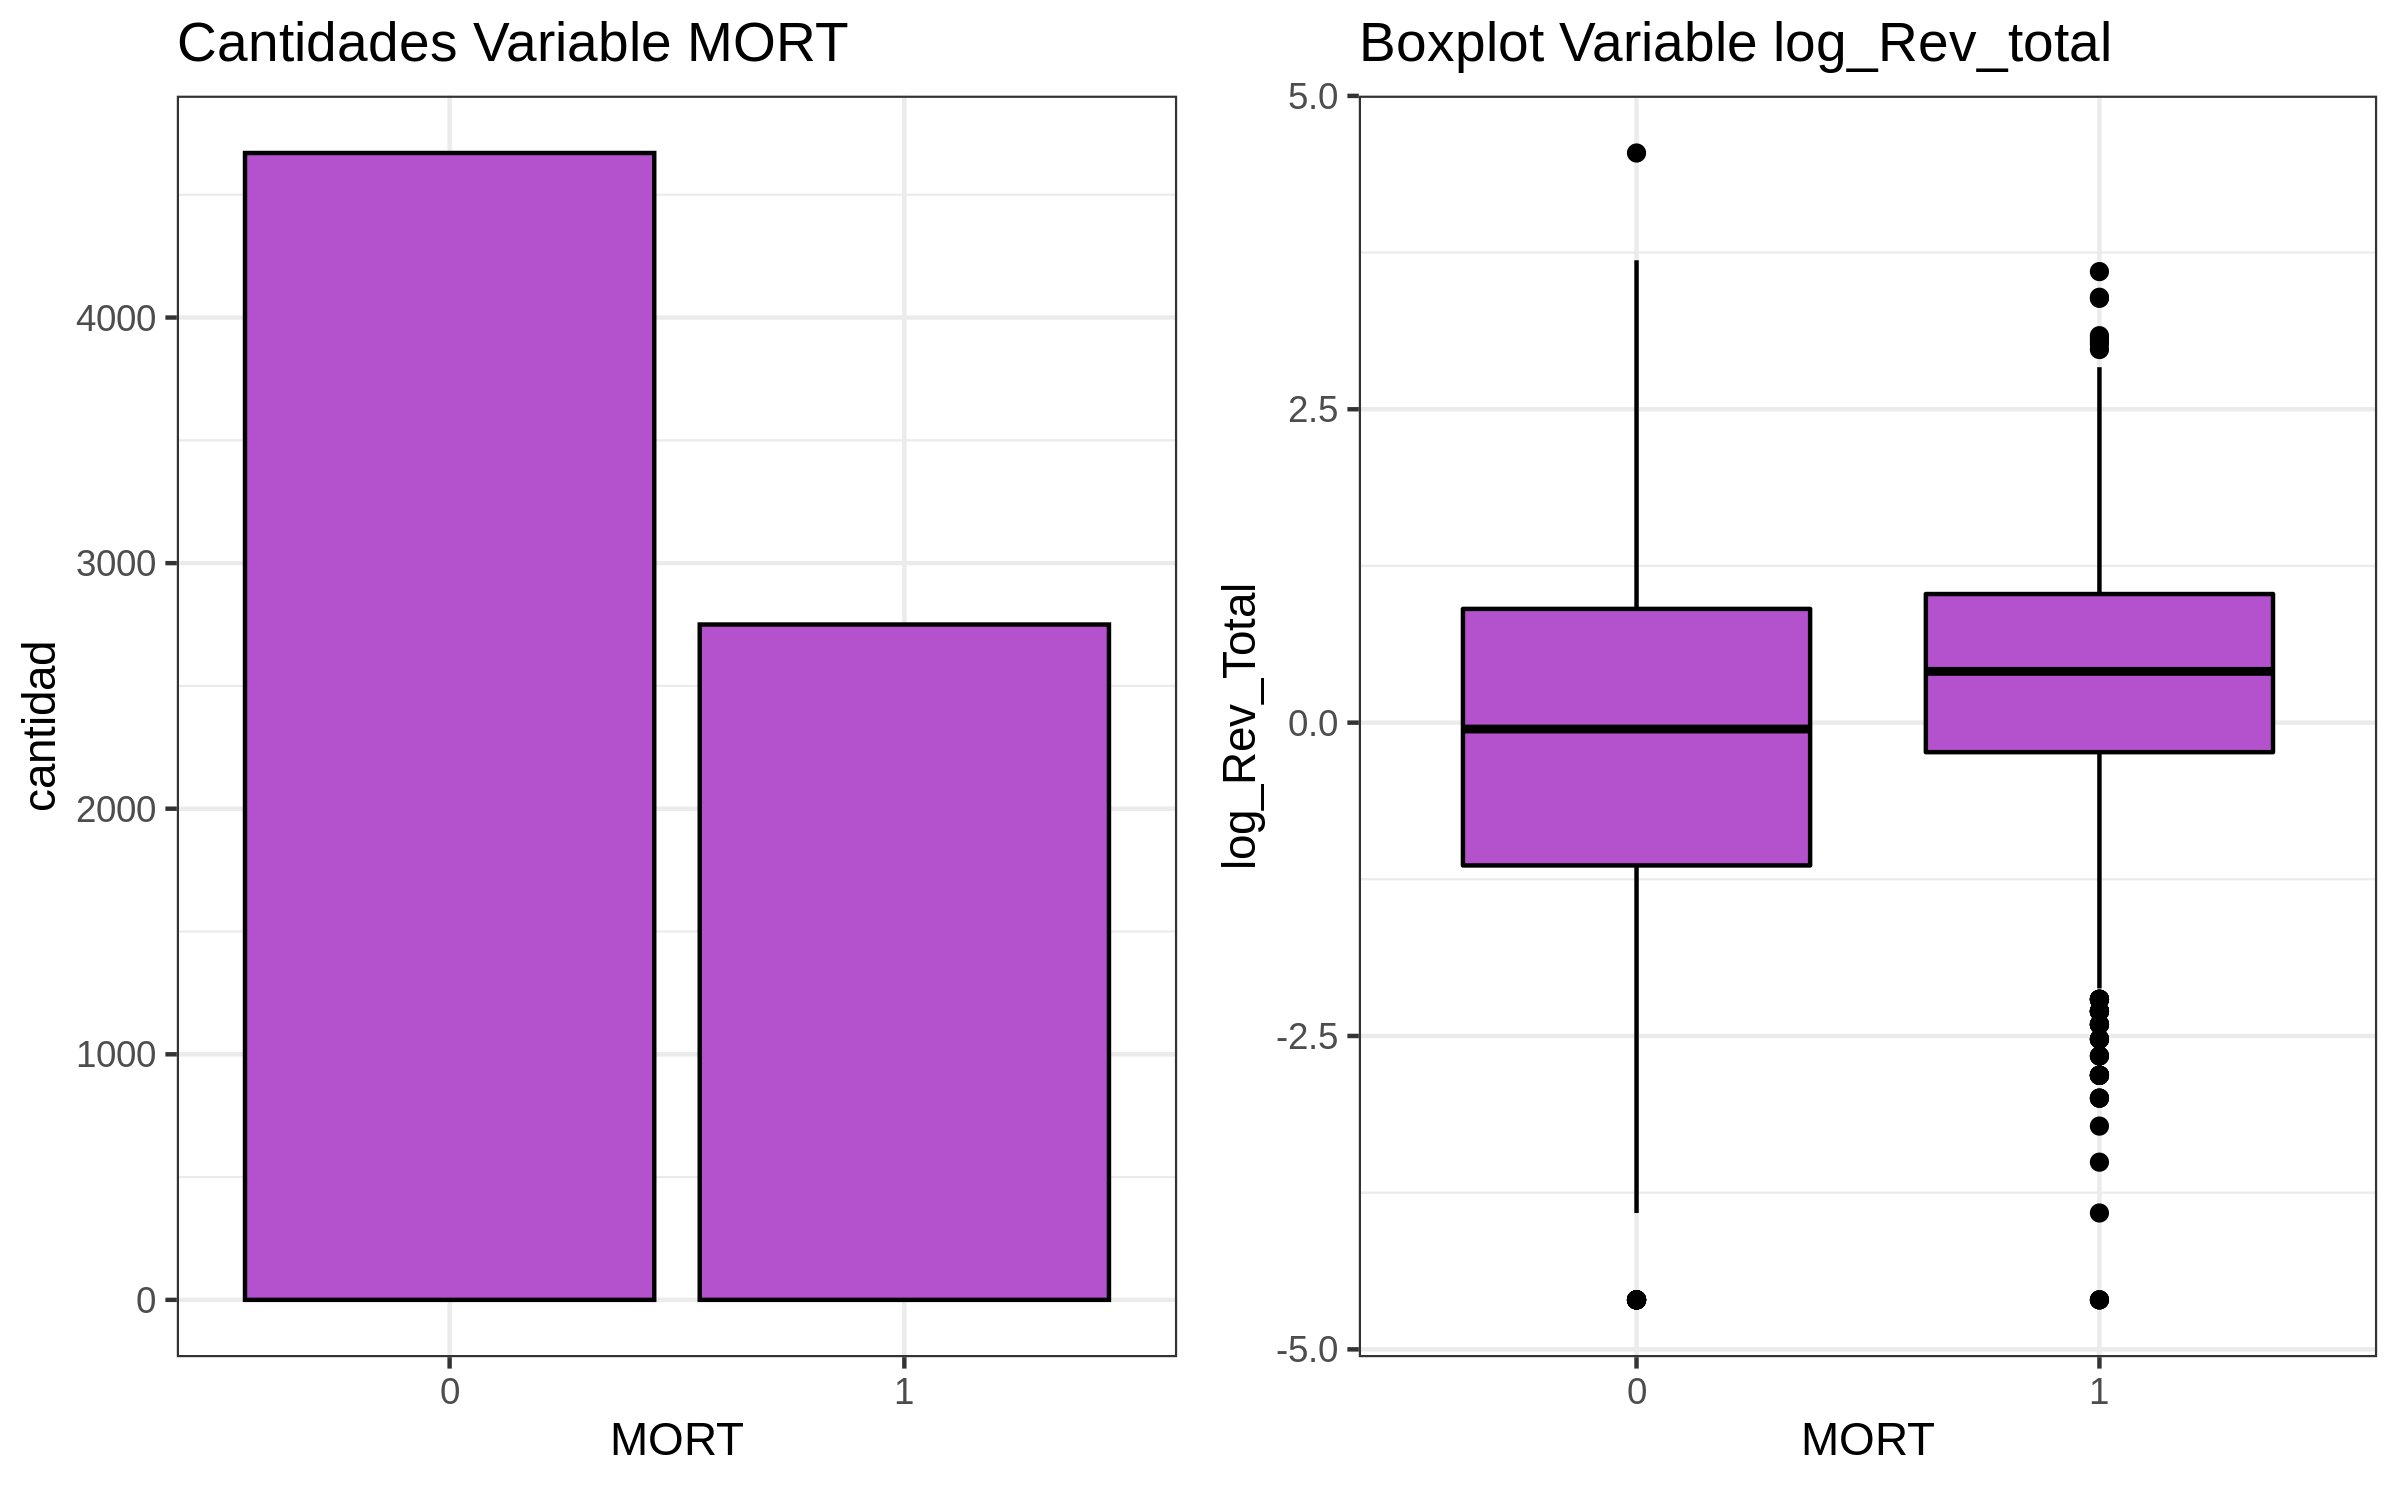 Cantidades Variable MORT
cantidad
4000
3000
2000
1000
0
0 1
MORT
Boxplot Variable log_Rev_total
log_Rev_Total
5.0
2.5
0.0
-2.5
-5.0
0 1
MORT